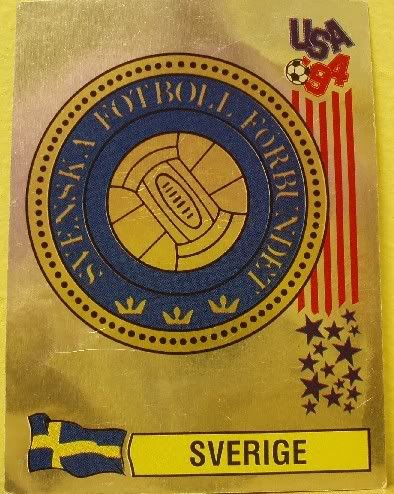 USA
'94
SVENSKA FOTBOLL FÖRBUNDET
SVERIGE